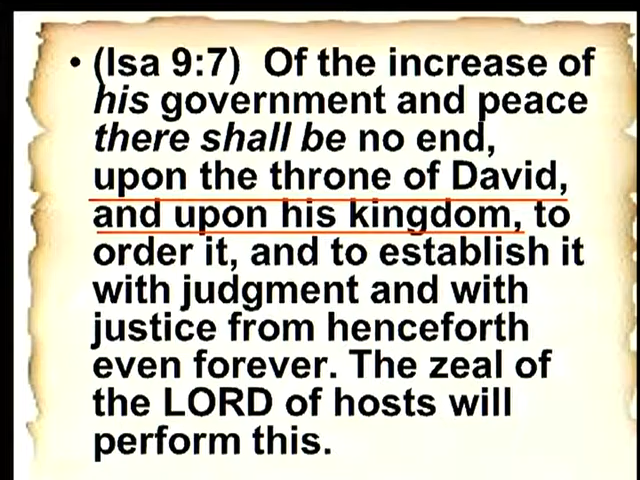 • (Isa 9:7) Of the increase of
his government and peace
there shall be no end,
upon the throne of David,
and upon his kingdom, to
order it, and to establish it
with judgment and with
justice from henceforth
even forever. The zeal of
the LORD of hosts will
perform this.